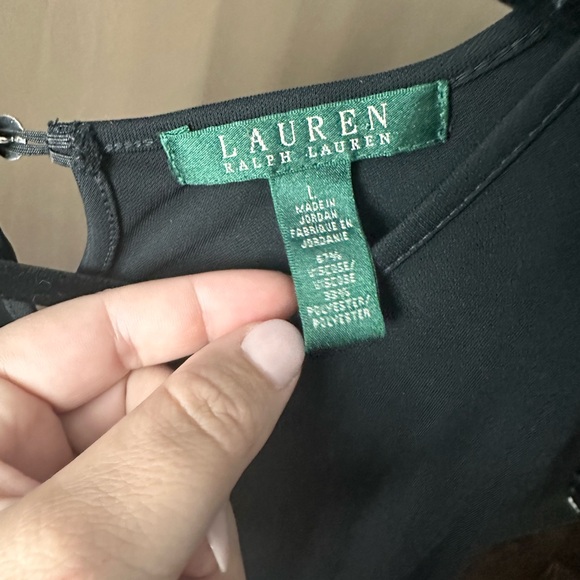 LAUREN
RALPH LAUREN
L
MADE IN
JORDAN
FABRIQUE EN
JORDANIE
67%
VISCOSE/
VISCOSE
33%
POLYESTER/
POLYESTER